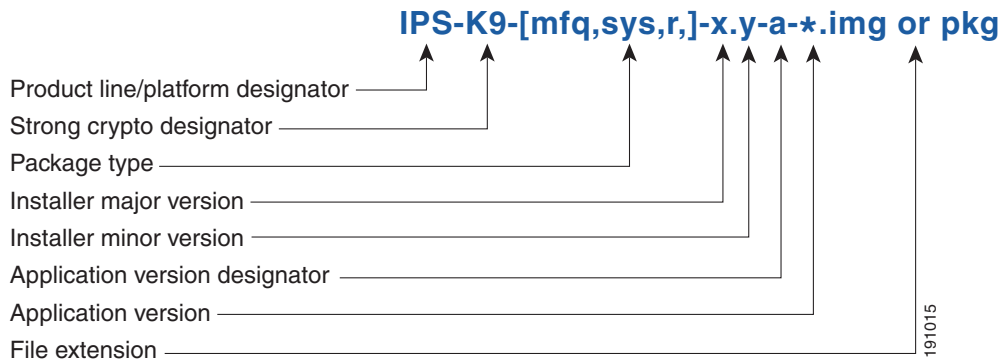 IPS-K9-[mfq,sys,r,]-x.y-a-*.img or pkg
Product line/platform designator
Strong crypto designator
Package type
Installer major version
Installer minor version
Application version designator
Application version
File extension
191015